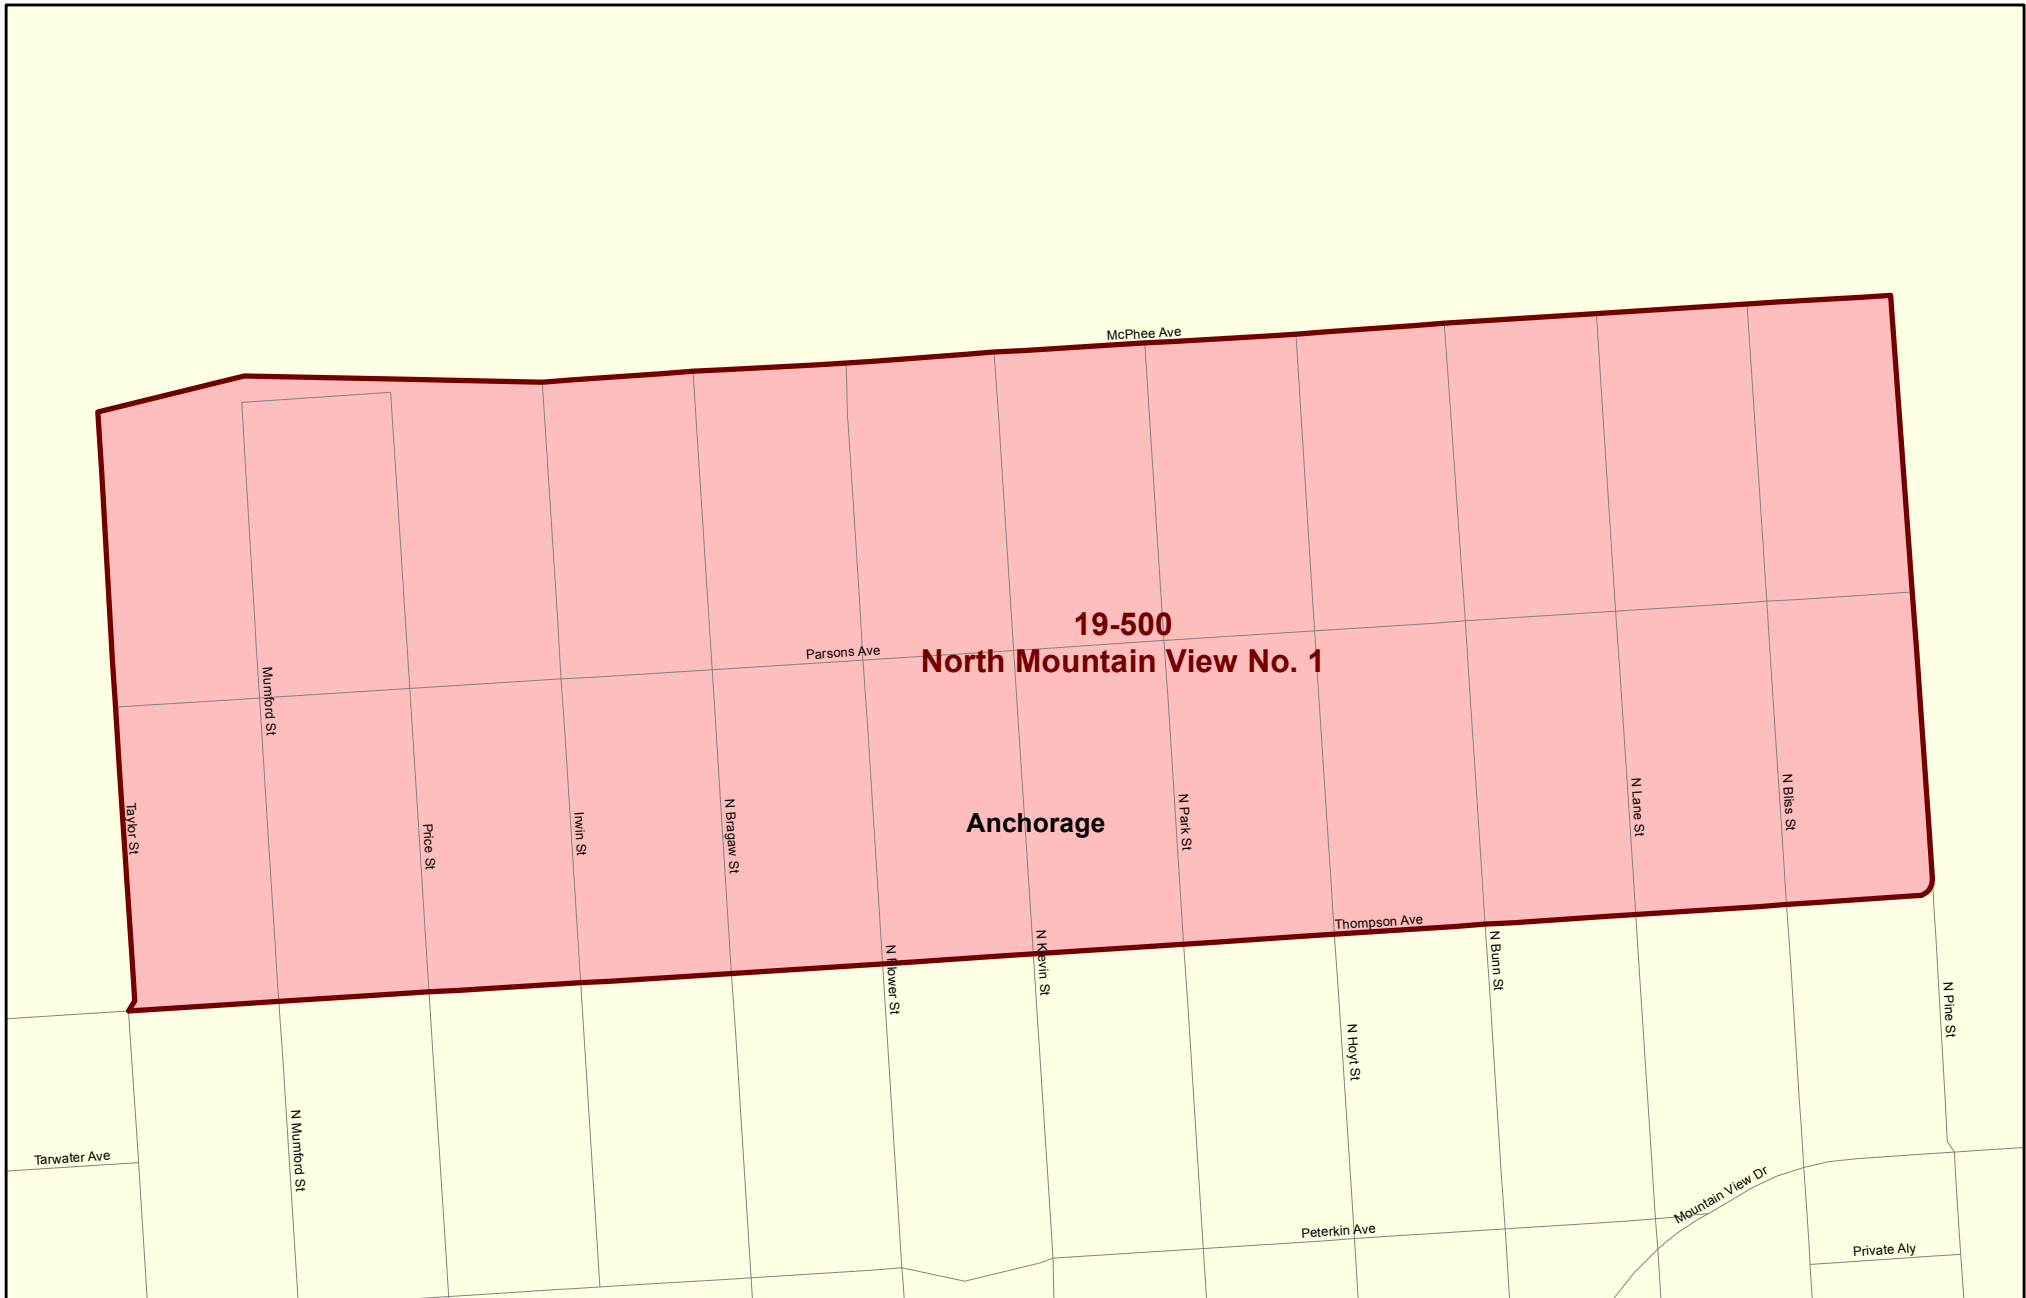 McPhee Ave
19-500
North Mountain View No. 1
Parsons Ave
Mumford St
Taylor St
Price St
Irwin St
N Bragaw St
Anchorage
N Park St
N Lane St
N Bliss St
Thompson Ave
N Flower St
N Klevin St
N Bunn St
N Hoyt St
N Pine St
N Mumford St
Tarwater Ave
Mountain View Dr
Peterkin Ave
Private Aly